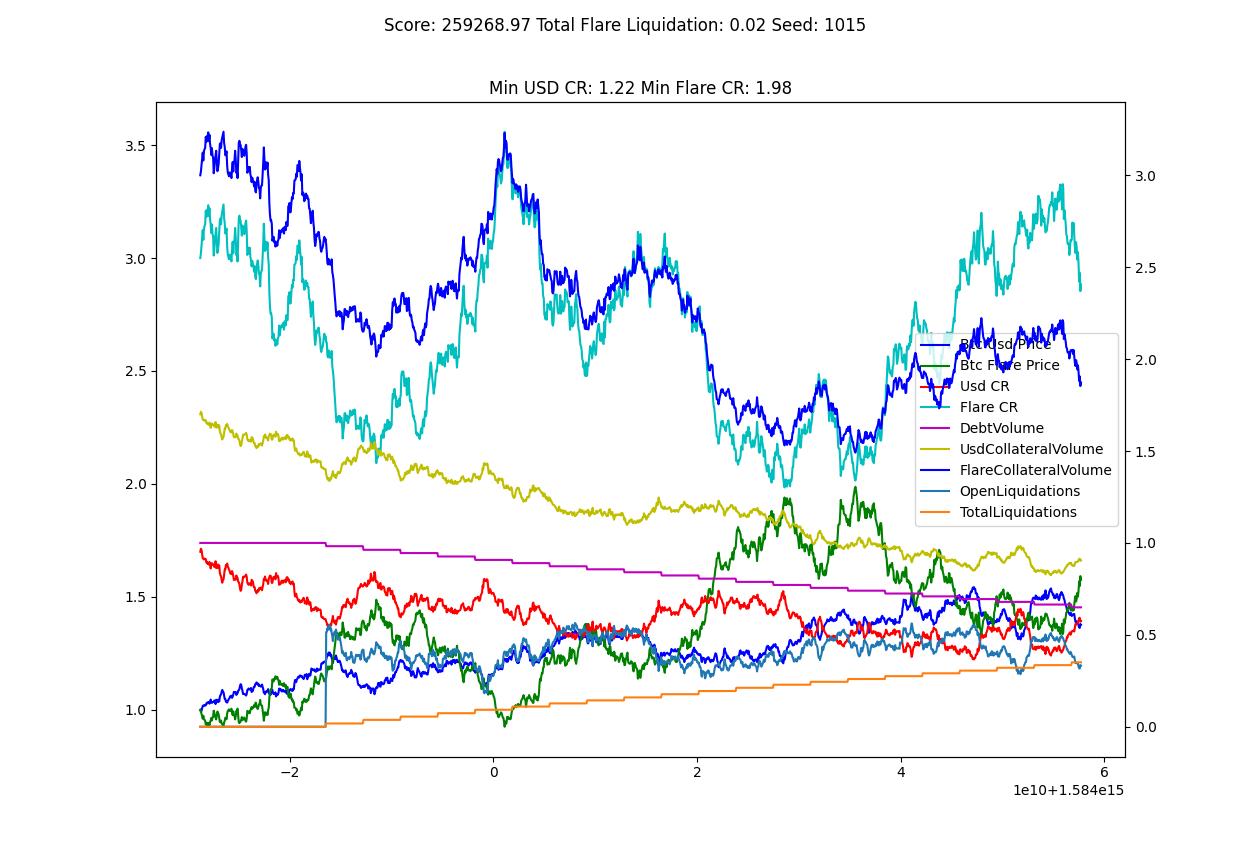 Score: 259268.97 Total Flare Liquidation: 0.02 Seed: 1015
Min USD CR: 1.22 Min Flare CR: 1.98
3.5
3.0
2.5
2.0
1.5
1.0
3.0
2.5
2.0
1.5
1.0
0.5
0.0
Btc Usd Price
Btc Flare Price
Usd CR
Flare CR
DebtVolume
UsdCollateralVolume
FlareCollateralVolume
OpenLiquidations
TotalLiquidations
−2 0 2 4 6
1e10+1.584e15